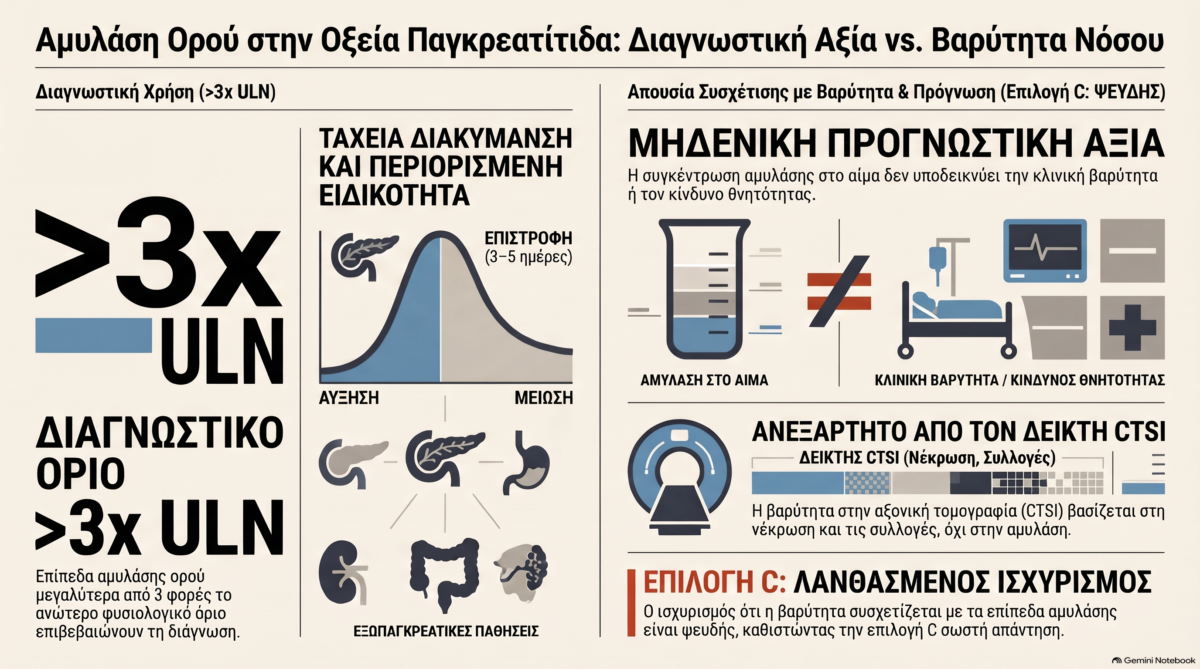 Αμυλάση Ορού στην Οξεία Παγκρεατίτιδα: Διαγνωστική Αξία vs. Βαρύτητα Νόσου
Διαγνωστική Χρήση (>3x ULN)
>3x
ULN
ΔΙΑΓΝΩΣΤΙΚΟ
ΟΡΙΟ
>3x ULN
Επίπεδα αμυλάσης ορού
μεγαλύτερα από 3 φορές το
ανώτερο φυσιολογικό όριο
επιβεβαιώνουν τη διάγνωση.
ΤΑΧΕΙΑ ΔΙΑΚΥΜΑΝΣΗ
ΚΑΙ ΠΕΡΙΟΡΙΣΜΕΝΗ
ΕΙΔΙΚΟΤΗΤΑ
ΕΠΙΣΤΡΟΦΗ
(3–5 ημέρες)
ΑΥΞΗΣΗ
ΜΕΙΩΣΗ
ΕΞΩΠΑΓΚΡΕΑΤΙΚΕΣ ΠΑΘΗΣΕΙΣ
Απουσία Συσχέτισης με Βαρύτητα & Πρόγνωση (Επιλογή C: ΨΕΥΔΗΣ)
ΜΗΔΕΝΙΚΗ ΠΡΟΓΝΩΣΤΙΚΗ ΑΞΙΑ
Η συγκέντρωση αμυλάσης στο αίμα δεν υποδεικνύει την κλινική βαρύτητα
ή τον κίνδυνο θνητότητας.
ΑΜΥΛΑΣΗ ΣΤΟ ΑΙΜΑ
ΚΛΙΝΙΚΗ ΒΑΡΥΤΗΤΑ / ΚΙΝΔΥΝΟΣ ΘΝΗΤΟΤΗΤΑΣ
ΑΝΕΞΑΡΤΗΤΟ ΑΠΟ ΤΟΝ ΔΕΙΚΤΗ CTSI
ΔΕΙΚΤΗΣ CTSI (Νέκρωση, Συλλογές)
Η βαρύτητα στην αξονική τομογραφία (CTSI) βασίζεται στη
νέκρωση και τις συλλογές, όχι στην αμυλάση.
ΕΠΙΛΟΓΗ C: ΛΑΝΘΑΣΜΕΝΟΣ ΙΣΧΥΡΙΣΜΟΣ
Ο ισχυρισμός ότι η βαρύτητα συσχετίζεται με τα επίπεδα αμυλάσης
είναι ψευδής, καθιστώντας την επιλογή C σωστή απάντηση.
Gemini Notebook